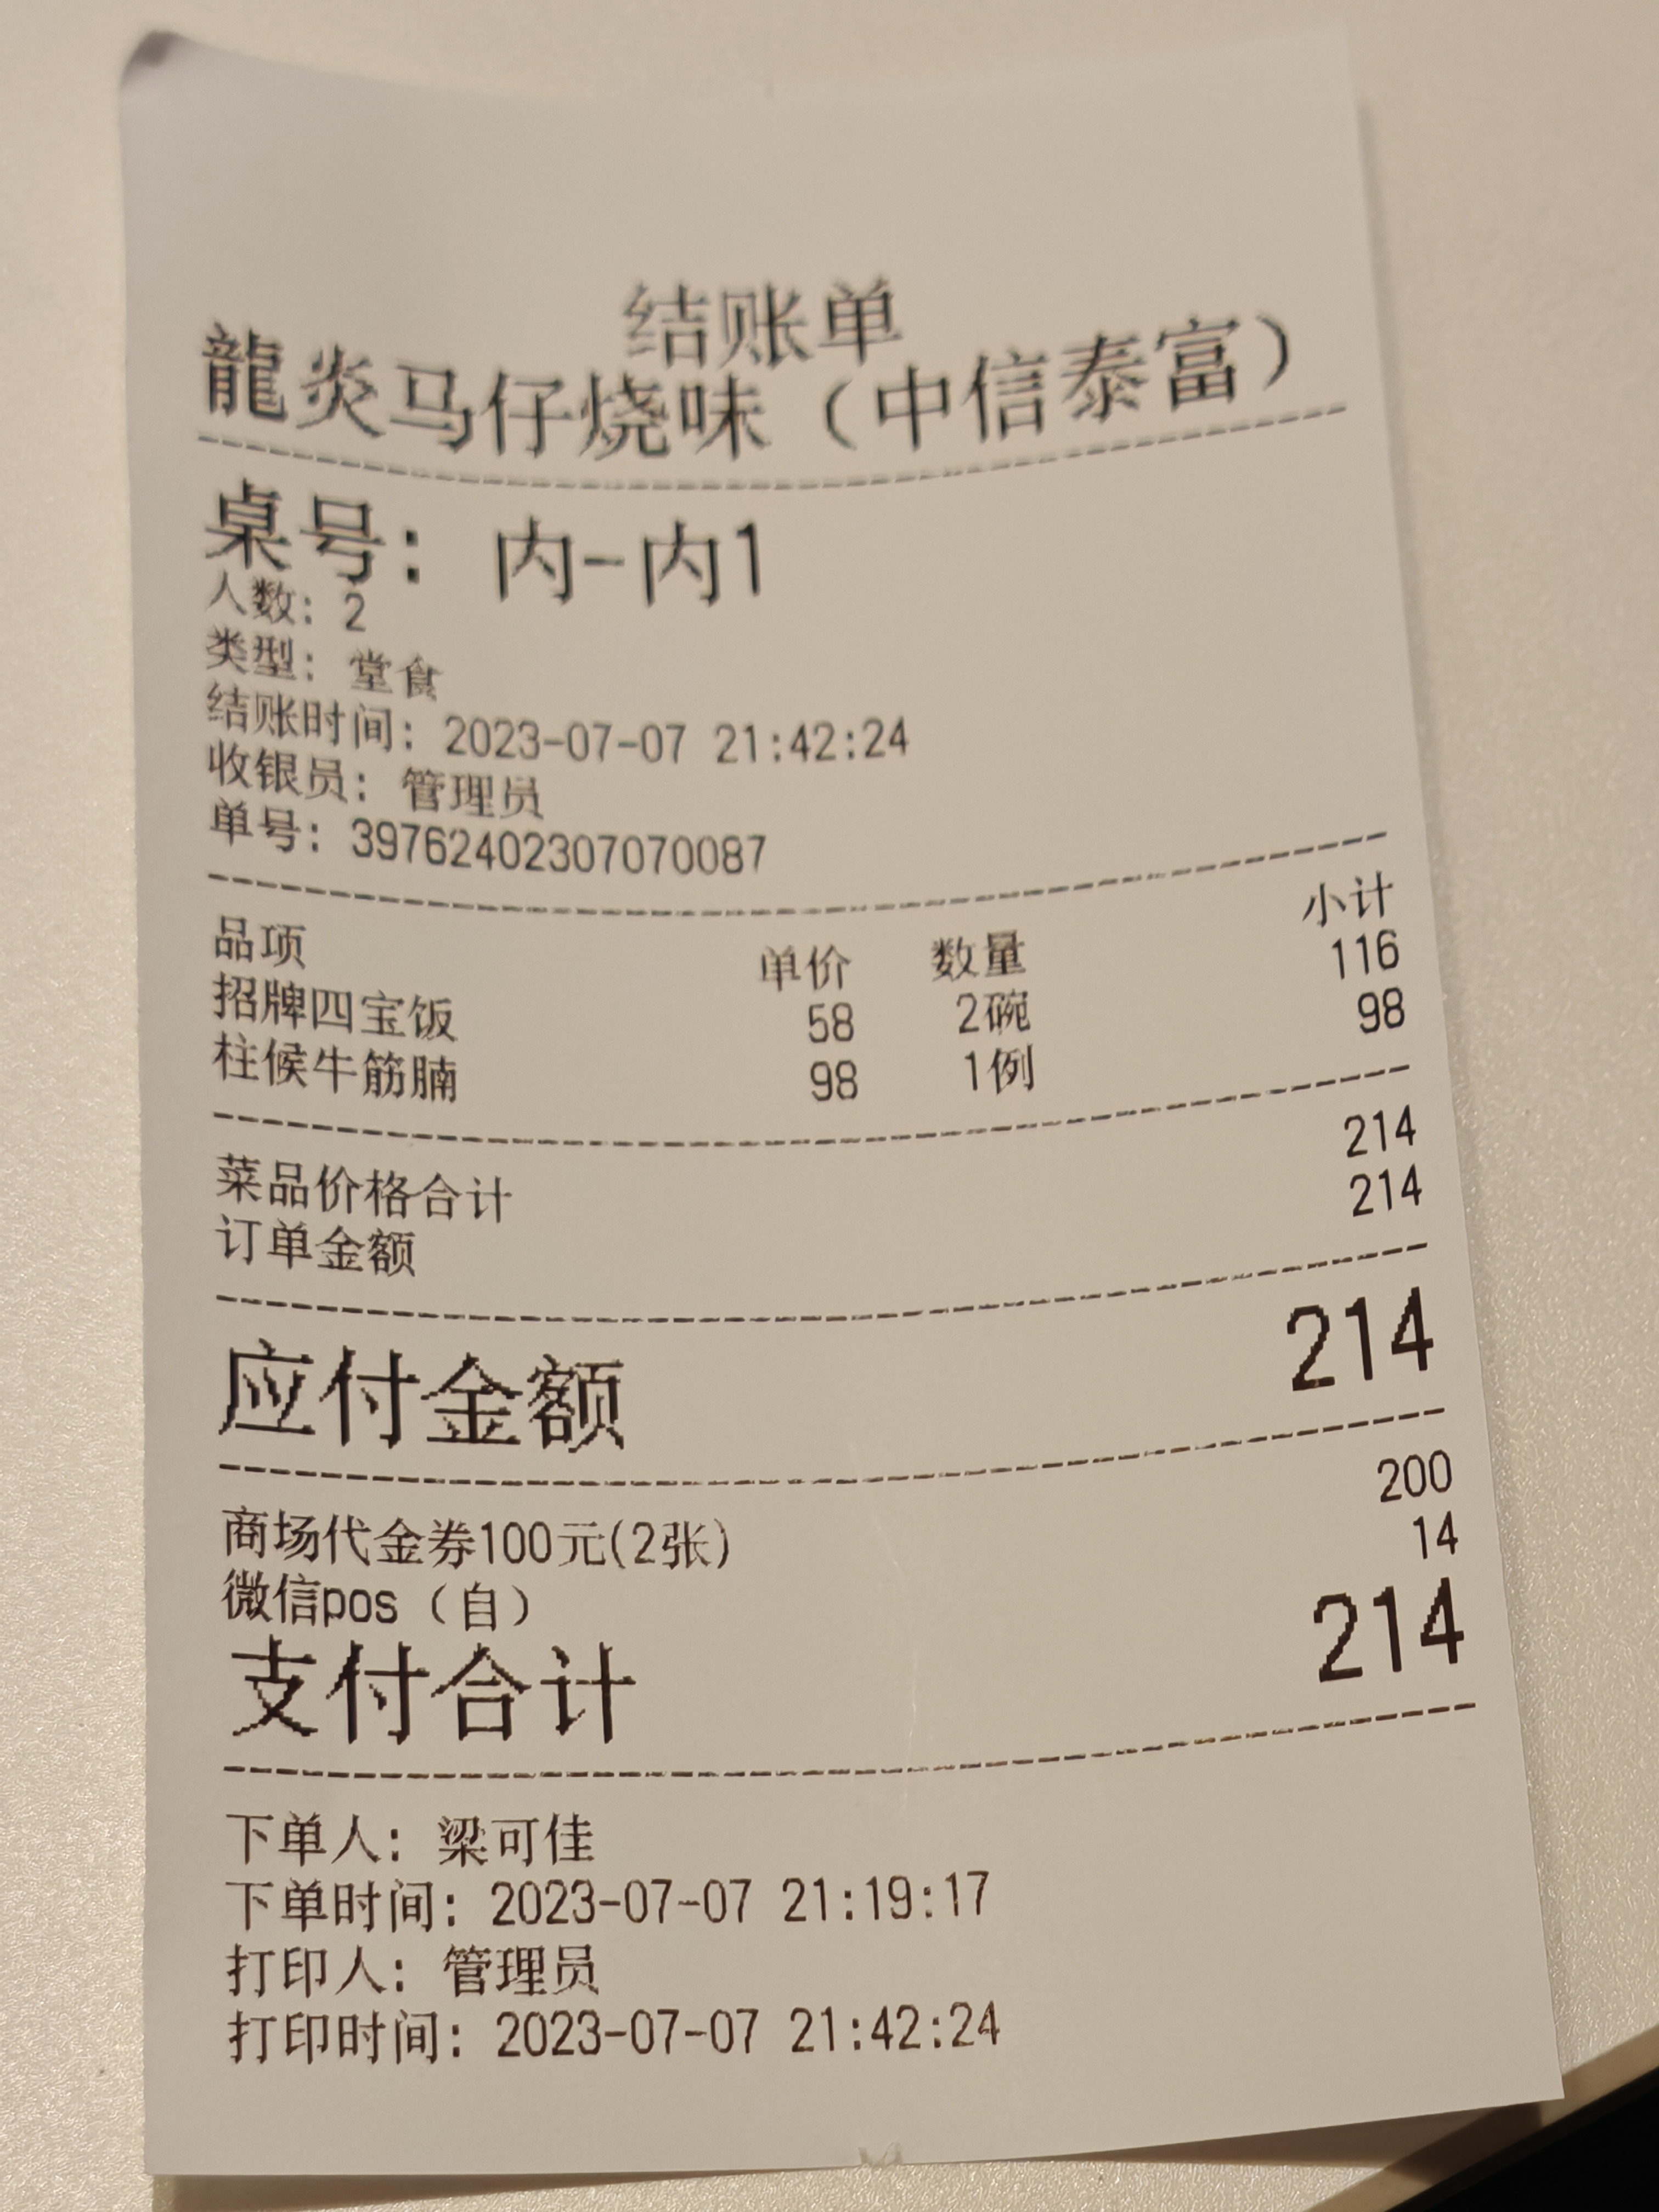 结账单
龍炎马仔烧味（中信泰富）
桌号: 内-内1
人数: 2
类型: 堂食
结账时间: 2023-07-07 21:42:24
收银员: 管理员
单号: 39762402307070087
品项 单价 数量 小计
招牌四宝饭 58 2碗 116
柱候牛筋腩 98 1例 98
菜品价格合计 214
订单金额 214
应付金额 214
商场代金券100元(2张) 200
微信pos（自） 14
支付合计 214
下单人: 梁可佳
下单时间: 2023-07-07 21:19:17
打印人: 管理员
打印时间: 2023-07-07 21:42:24